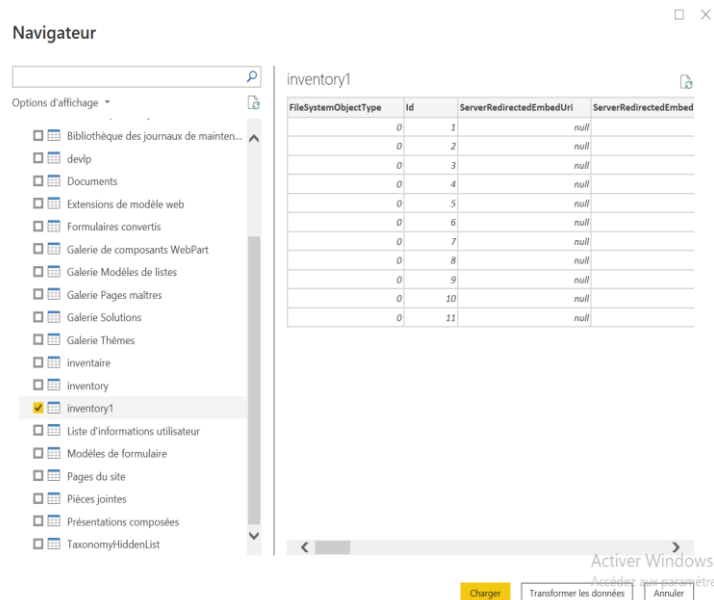 Navigateur
Options d'affichage
Bibliothèque des journaux de mainten...
devlp
Documents
Extensions de modèle web
Formulaires convertis
Galerie de composants WebPart
Galerie Modèles de listes
Galerie Pages maîtres
Galerie Solutions
Galerie Thèmes
inventaire
inventory
inventory1
Liste d'informations utilisateur
Modèles de formulaire
Pages du site
Pièces jointes
Présentations composées
TaxonomyHiddenList
inventory1
FileSystemObjectType Id ServerRedirectedEmbedUri ServerRedirectedEmbed
0 1 null
0 2 null
0 3 null
0 4 null
0 5 null
0 6 null
0 7 null
0 8 null
0 9 null
0 10 null
0 11 null
Activer Windows
Accédez aux paramètre
Charger Transformer les données Annuler